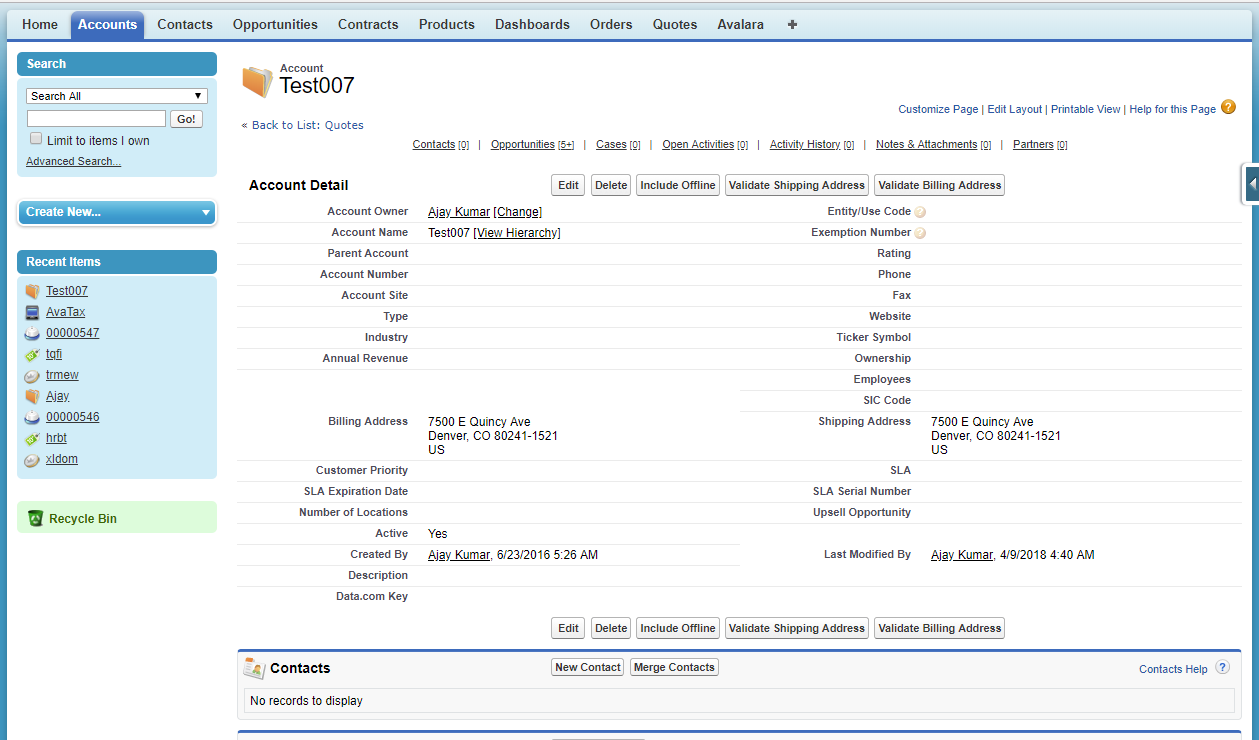 Home Accounts Contacts Opportunities Contracts Products Dashboards Orders Quotes Avalara +
Search
Search All
Go!
Limit to items I own
Advanced Search...
Create New...
Recent Items
Test007
AvaTax
00000547
tqfi
trmew
Ajay
00000546
hrbt
xldom
Recycle Bin
Account
Test007
Customize Page | Edit Layout | Printable View | Help for this Page ?
« Back to List: Quotes
Contacts [0] | Opportunities [5+] | Cases [0] | Open Activities [0] | Activity History [0] | Notes & Attachments [0] | Partners [0]
Account Detail Edit Delete Include Offline Validate Shipping Address Validate Billing Address
Account Owner Ajay Kumar [Change] Entity/Use Code ?
Account Name Test007 [View Hierarchy] Exemption Number ?
Parent Account Rating
Account Number Phone
Account Site Fax
Type Website
Industry Ticker Symbol
Annual Revenue Ownership
Employees
SIC Code
Billing Address 7500 E Quincy Ave Shipping Address 7500 E Quincy Ave
Denver, CO 80241-1521 Denver, CO 80241-1521
US US
Customer Priority SLA
SLA Expiration Date SLA Serial Number
Number of Locations Upsell Opportunity
Active Yes
Created By Ajay Kumar, 6/23/2016 5:26 AM Last Modified By Ajay Kumar, 4/9/2018 4:40 AM
Description
Data.com Key
Edit Delete Include Offline Validate Shipping Address Validate Billing Address
Contacts New Contact Merge Contacts Contacts Help ?
No records to display